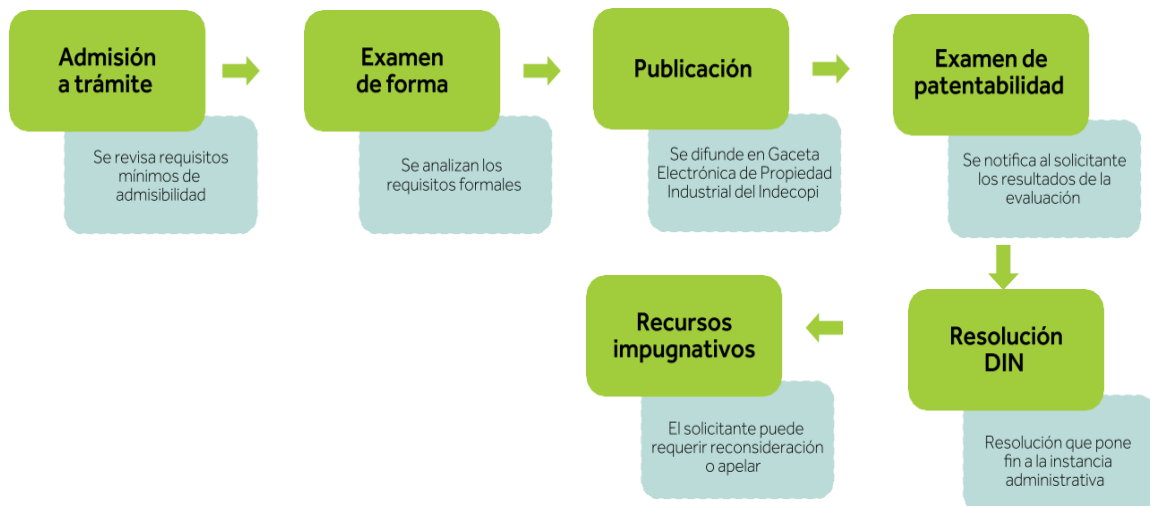 Admisión
a trámite
Se revisa requisitos
mínimos de
admisibilidad
Examen
de forma
Se analizan los
requisitos formales
Publicación
Se difunde en Gaceta
Electrónica de Propiedad
Industrial del Indecopi
Examen de
patentabilidad
Se notifica al solicitante
los resultados de la
evaluación
Resolución
DIN
Resolución que pone
fin a la instancia
administrativa
Recursos
impugnativos
El solicitante puede
requerir reconsideración
o apelar